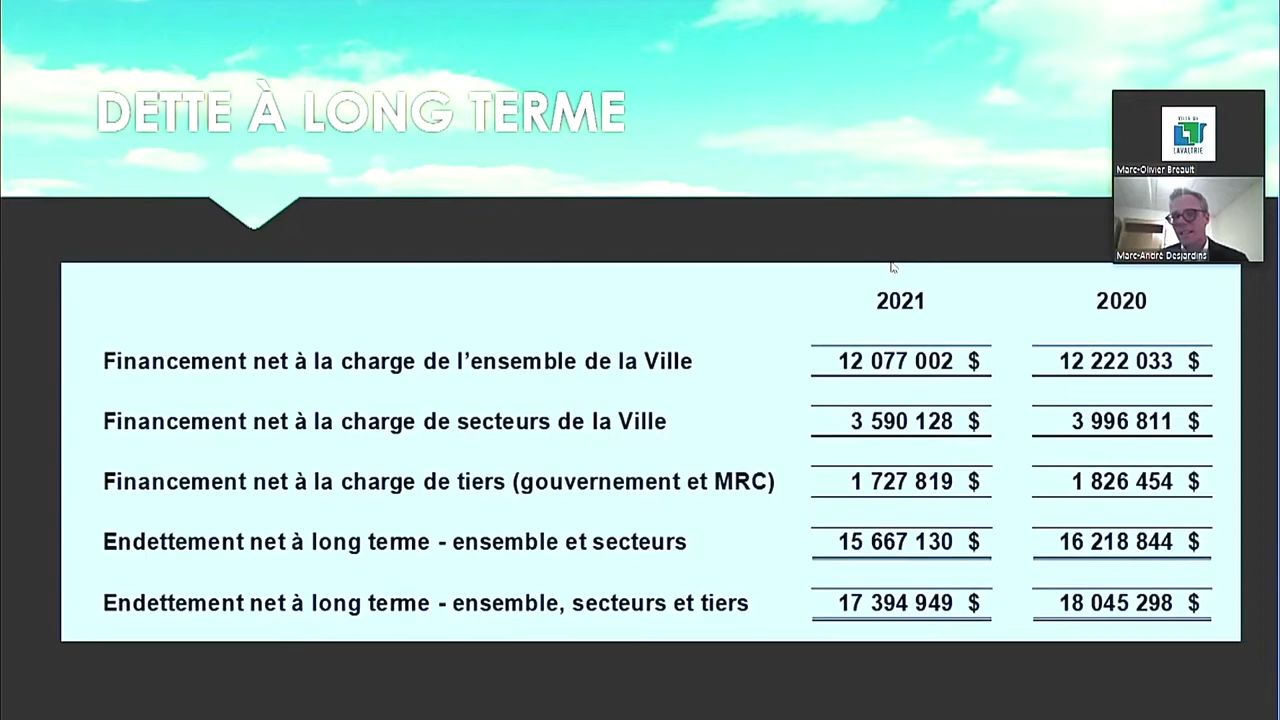 DETTE À LONG TERME
VILLE DE
LAVALTRIE
Marc-Olivier Breault
Marc-André Desjardins
2021 2020
Financement net à la charge de l’ensemble de la Ville 12 077 002 $ 12 222 033 $
Financement net à la charge de secteurs de la Ville 3 590 128 $ 3 996 811 $
Financement net à la charge de tiers (gouvernement et MRC) 1 727 819 $ 1 826 454 $
Endettement net à long terme - ensemble et secteurs 15 667 130 $ 16 218 844 $
Endettement net à long terme - ensemble, secteurs et tiers 17 394 949 $ 18 045 298 $